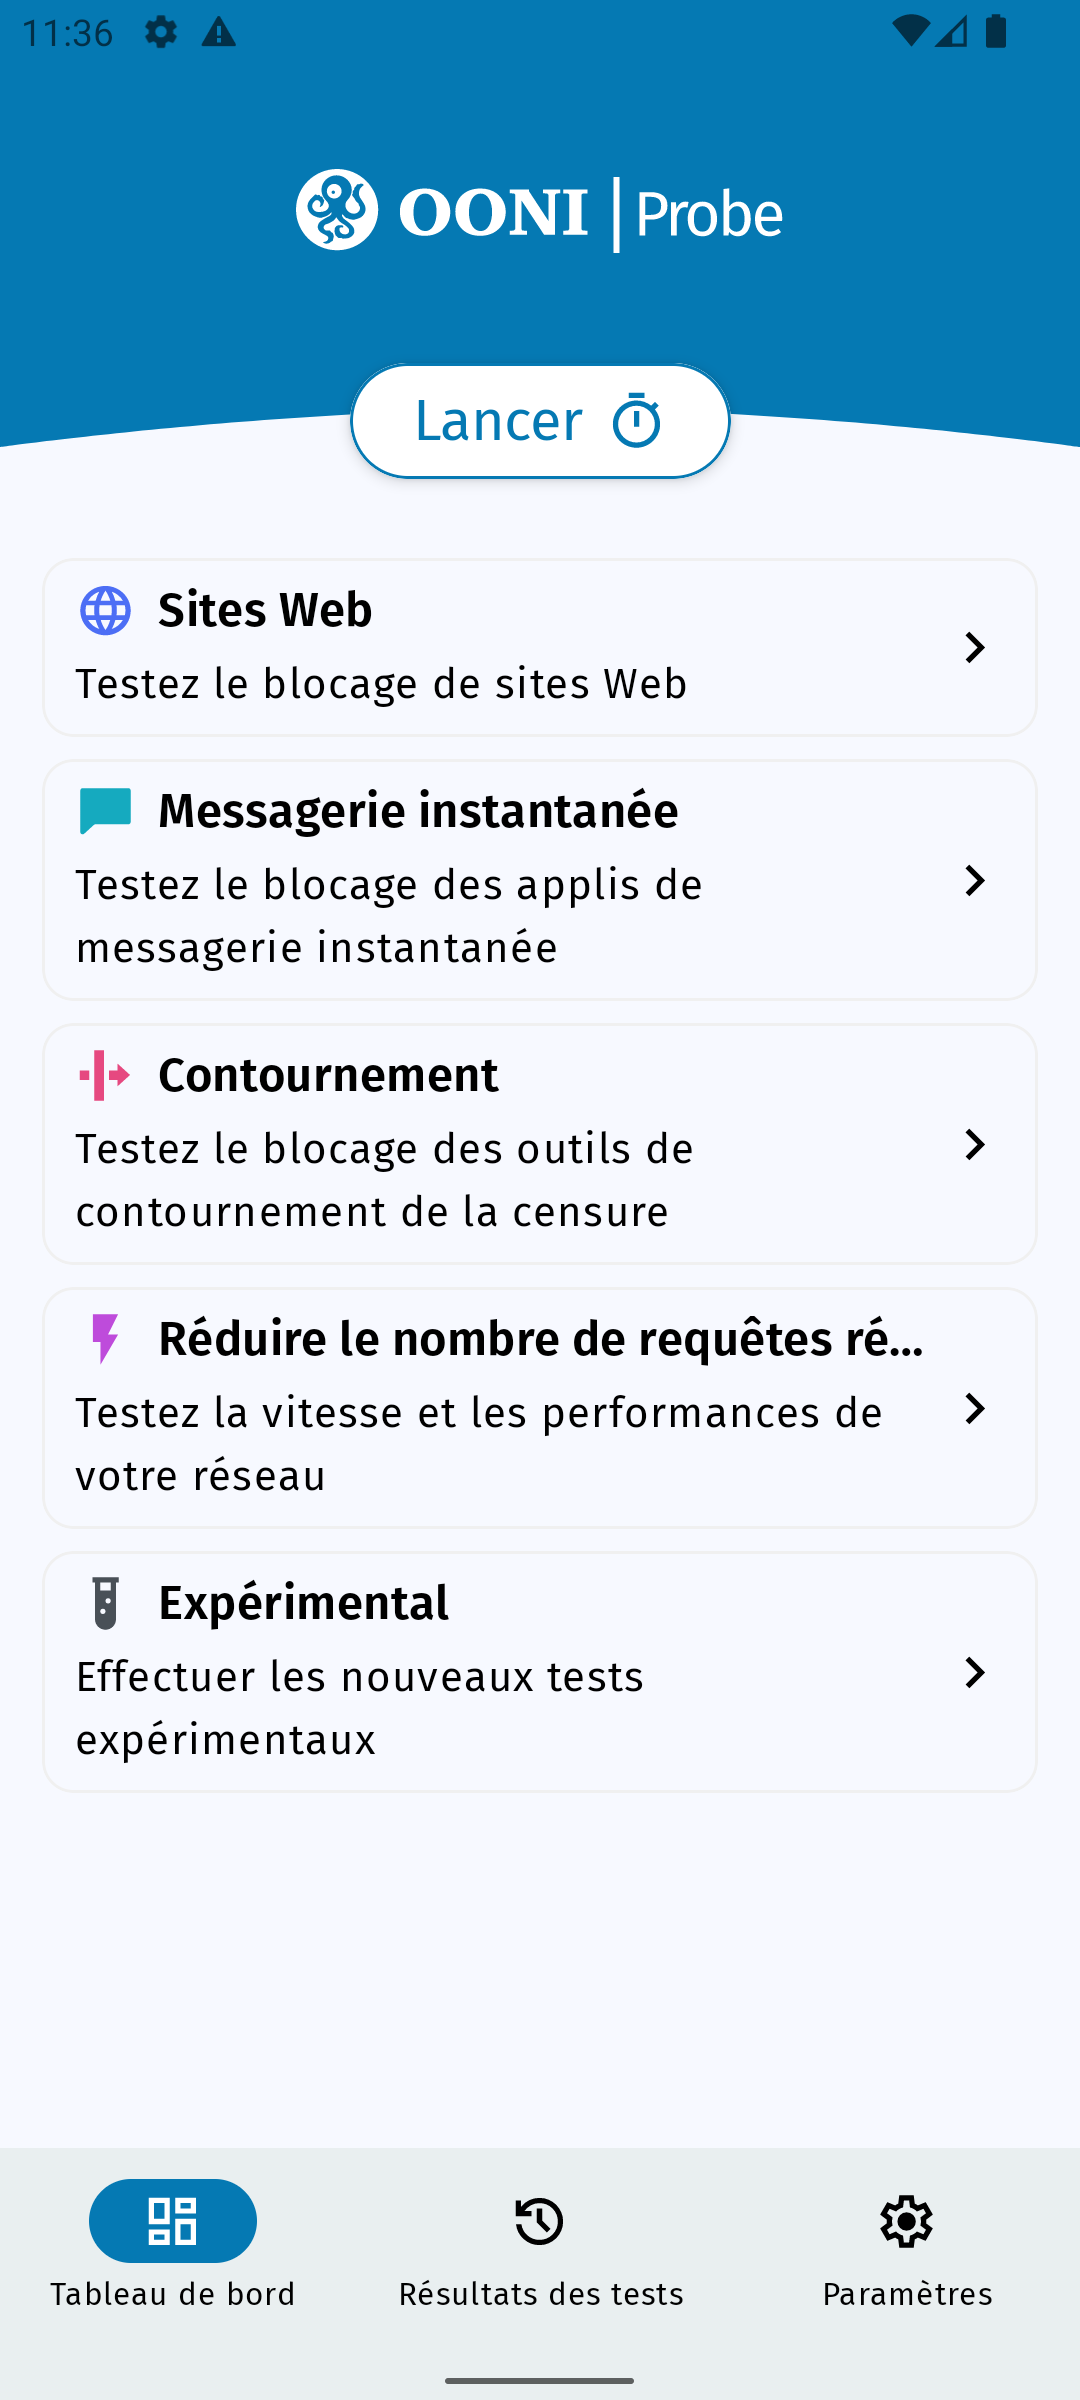 11:36
OONI Probe
Lancer
Sites Web
Testez le blocage de sites Web
Messagerie instantanée
Testez le blocage des applis de
messagerie instantanée
Contournement
Testez le blocage des outils de
contournement de la censure
Réduire le nombre de requêtes ré...
Testez la vitesse et les performances de
votre réseau
Expérimental
Effectuer les nouveaux tests
expérimentaux
Tableau de bord
Résultats des tests
Paramètres